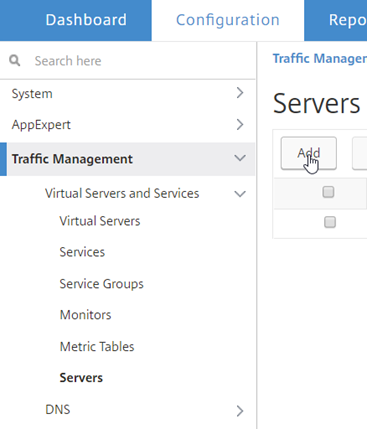 Dashboard
Configuration
Repo
Search here
Traffic Manager
System
Servers
AppExpert
Add
Traffic Management
Virtual Servers and Services
Virtual Servers
Services
Service Groups
Monitors
Metric Tables
Servers
DNS